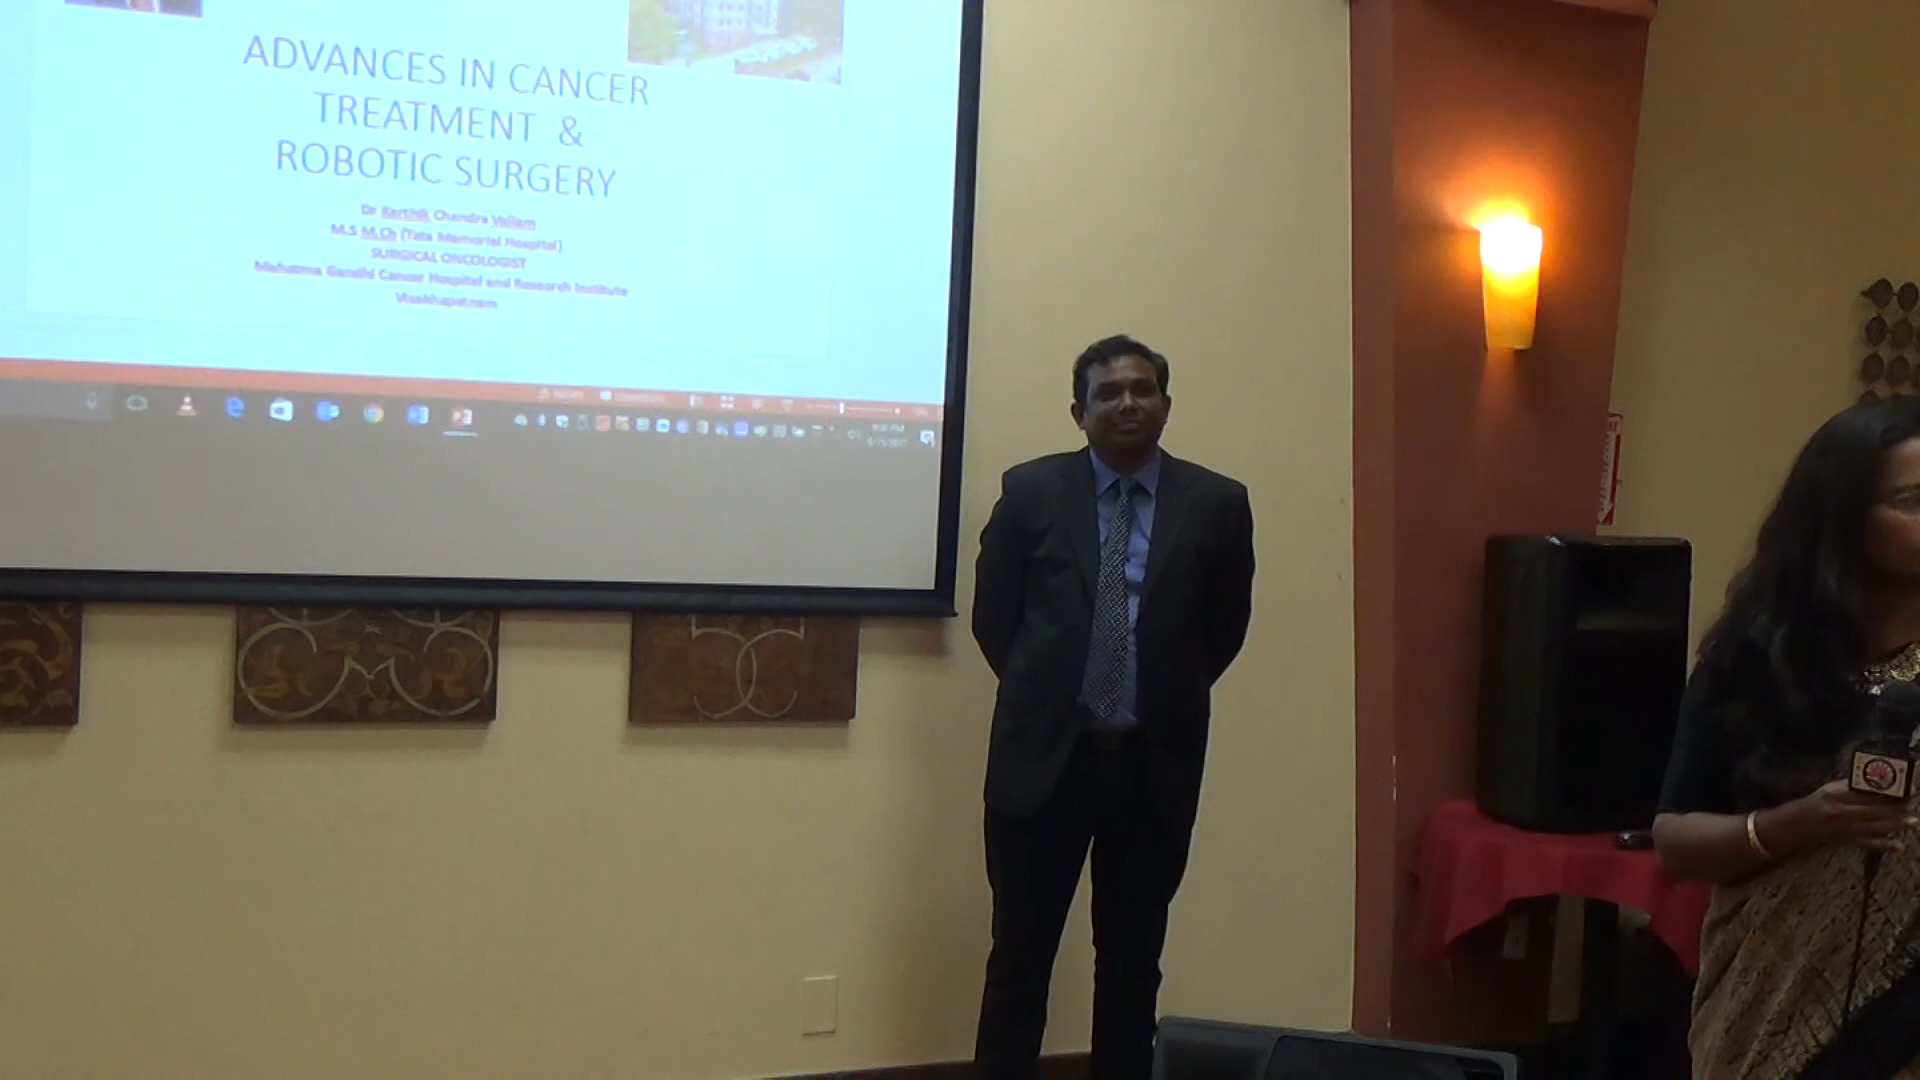 ADVANCES IN CANCER
TREATMENT &
ROBOTIC SURGERY
Dr Karthik Chandra Vallam
M.S M.Ch (Tata Memorial Hospital)
SURGICAL ONCOLOGIST
Mahatma Gandhi Cancer Hospital and Research Institute
Visakhapatnam